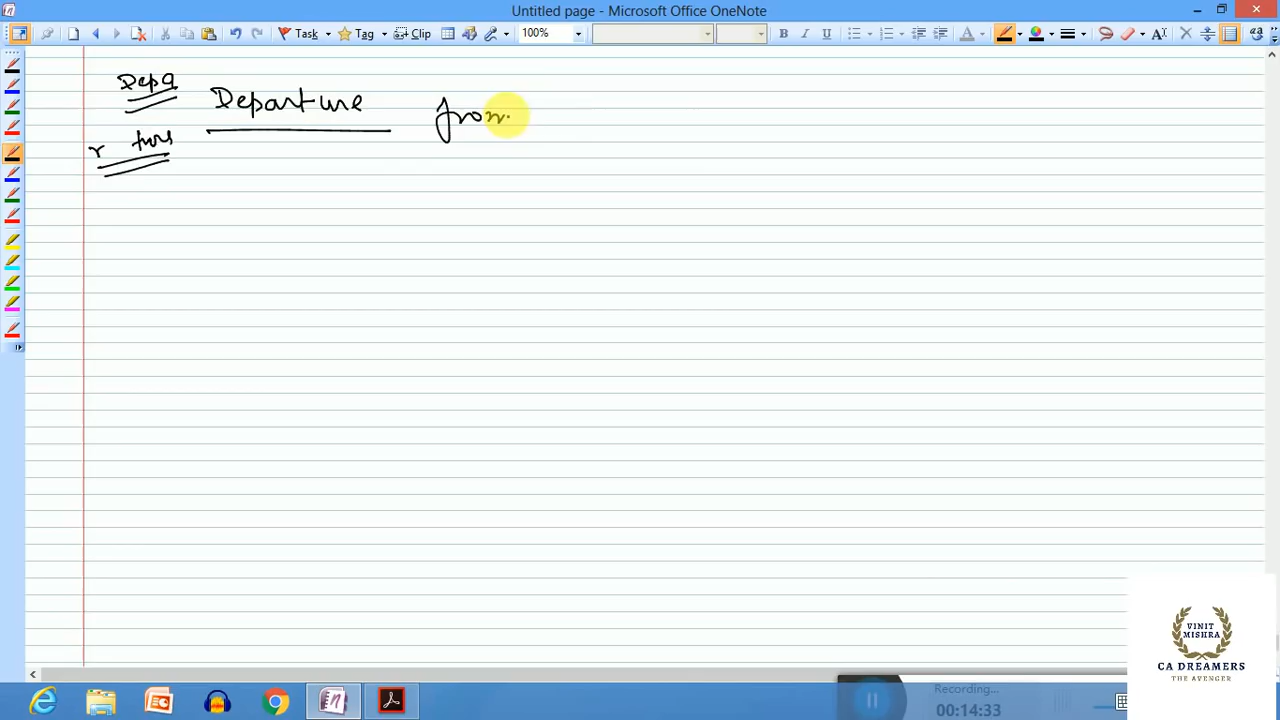 Untitled page - Microsoft Office OneNote
Task
Tag
Clip
100%
B I U
Depa
Departure from
r ture
Recording...
00:14:33
VINIT
MISHRA
CA DREAMERS
THE AVENGER